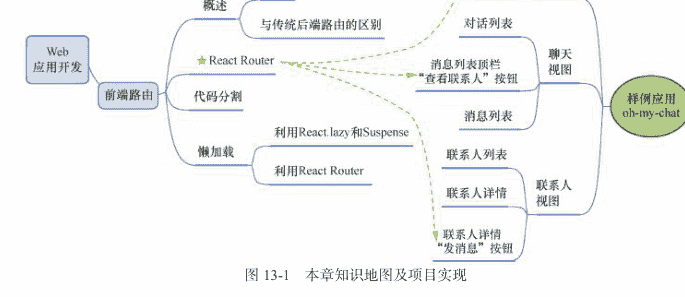 概述
与传统后端路由的区别
Web
应用开发
前端路由
★React Router
代码分割
懒加载
利用React.lazy和Suspense
利用React Router
对话列表
消息列表顶栏
“查看联系人”按钮
消息列表
聊天
视图
联系人列表
联系人详情
联系人详情
“发消息”按钮
联系人
视图
样例应用
oh-my-chat
图 13-1 本章知识地图及项目实现